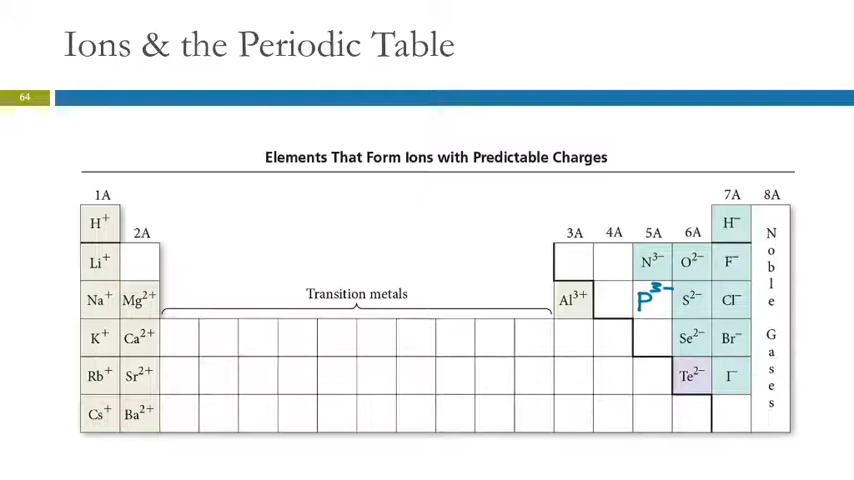 Ions & the Periodic Table
64
Elements That Form Ions with Predictable Charges
1A 7A 8A
H⁺ 2A 3A 4A 5A 6A H⁻ Noble Gases
Li⁺ N³⁻ O²⁻ F⁻
Na⁺ Mg²⁺ Transition metals Al³⁺ P³⁻ S²⁻ Cl⁻
K⁺ Ca²⁺ Se²⁻ Br⁻
Rb⁺ Sr²⁺ Te²⁻ I⁻
Cs⁺ Ba²⁺